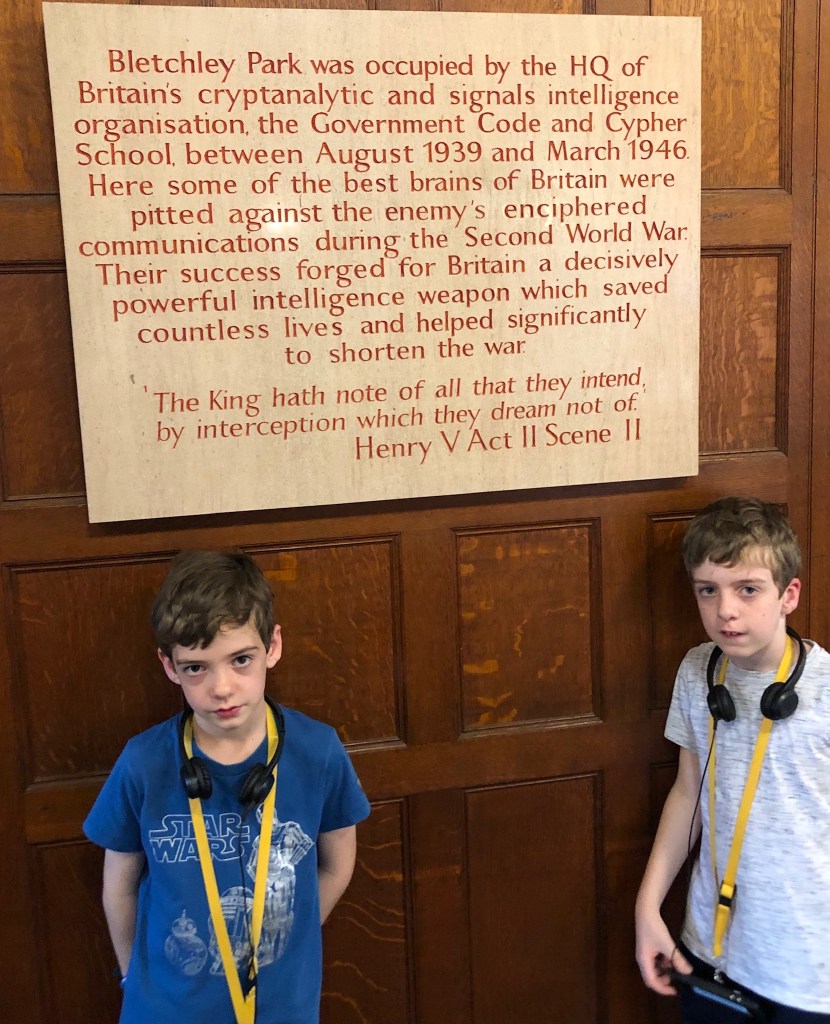 Bletchley Park was occupied by the HQ of
Britain's cryptanalytic and signals intelligence
organisation, the Government Code and Cypher
School, between August 1939 and March 1946.
Here some of the best brains of Britain were
pitted against the enemy's enciphered
communications during the Second World War.
Their success forged for Britain a decisively
powerful intelligence weapon which saved
countless lives and helped significantly
to shorten the war.
'The King hath note of all that they intend,
by interception which they dream not of.'
Henry V Act II Scene II
STAR
WARS